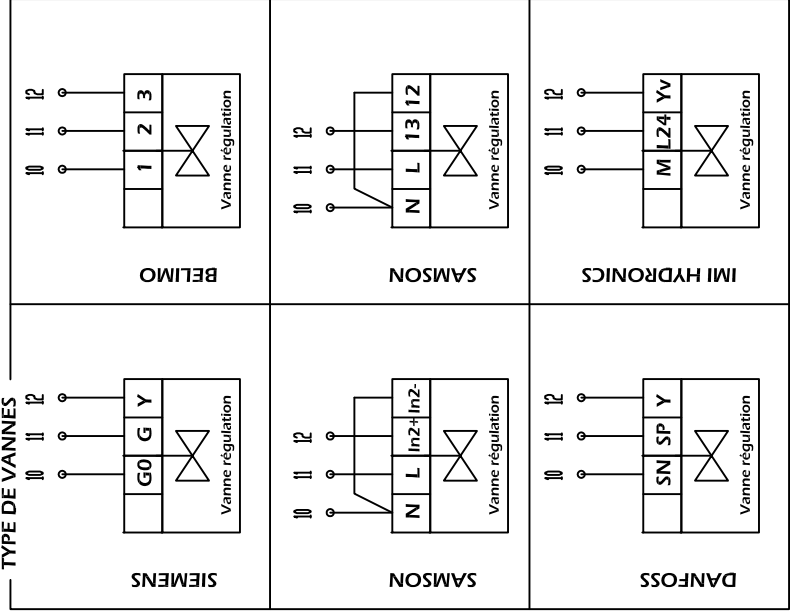 TYPE DE VANNES
SIEMENS
10 11 12
G0 G Y
Vanne régulation
BELIMO
10 11 12
1 2 3
Vanne régulation
SAMSON
10 11 12
N L In2+ In2-
Vanne régulation
SAMSON
10 11 12
N L 13 12
Vanne régulation
DANFOSS
10 11 12
SN SP Y
Vanne régulation
IMI HYDRONICS
10 11 12
M L24 Yv
Vanne régulation